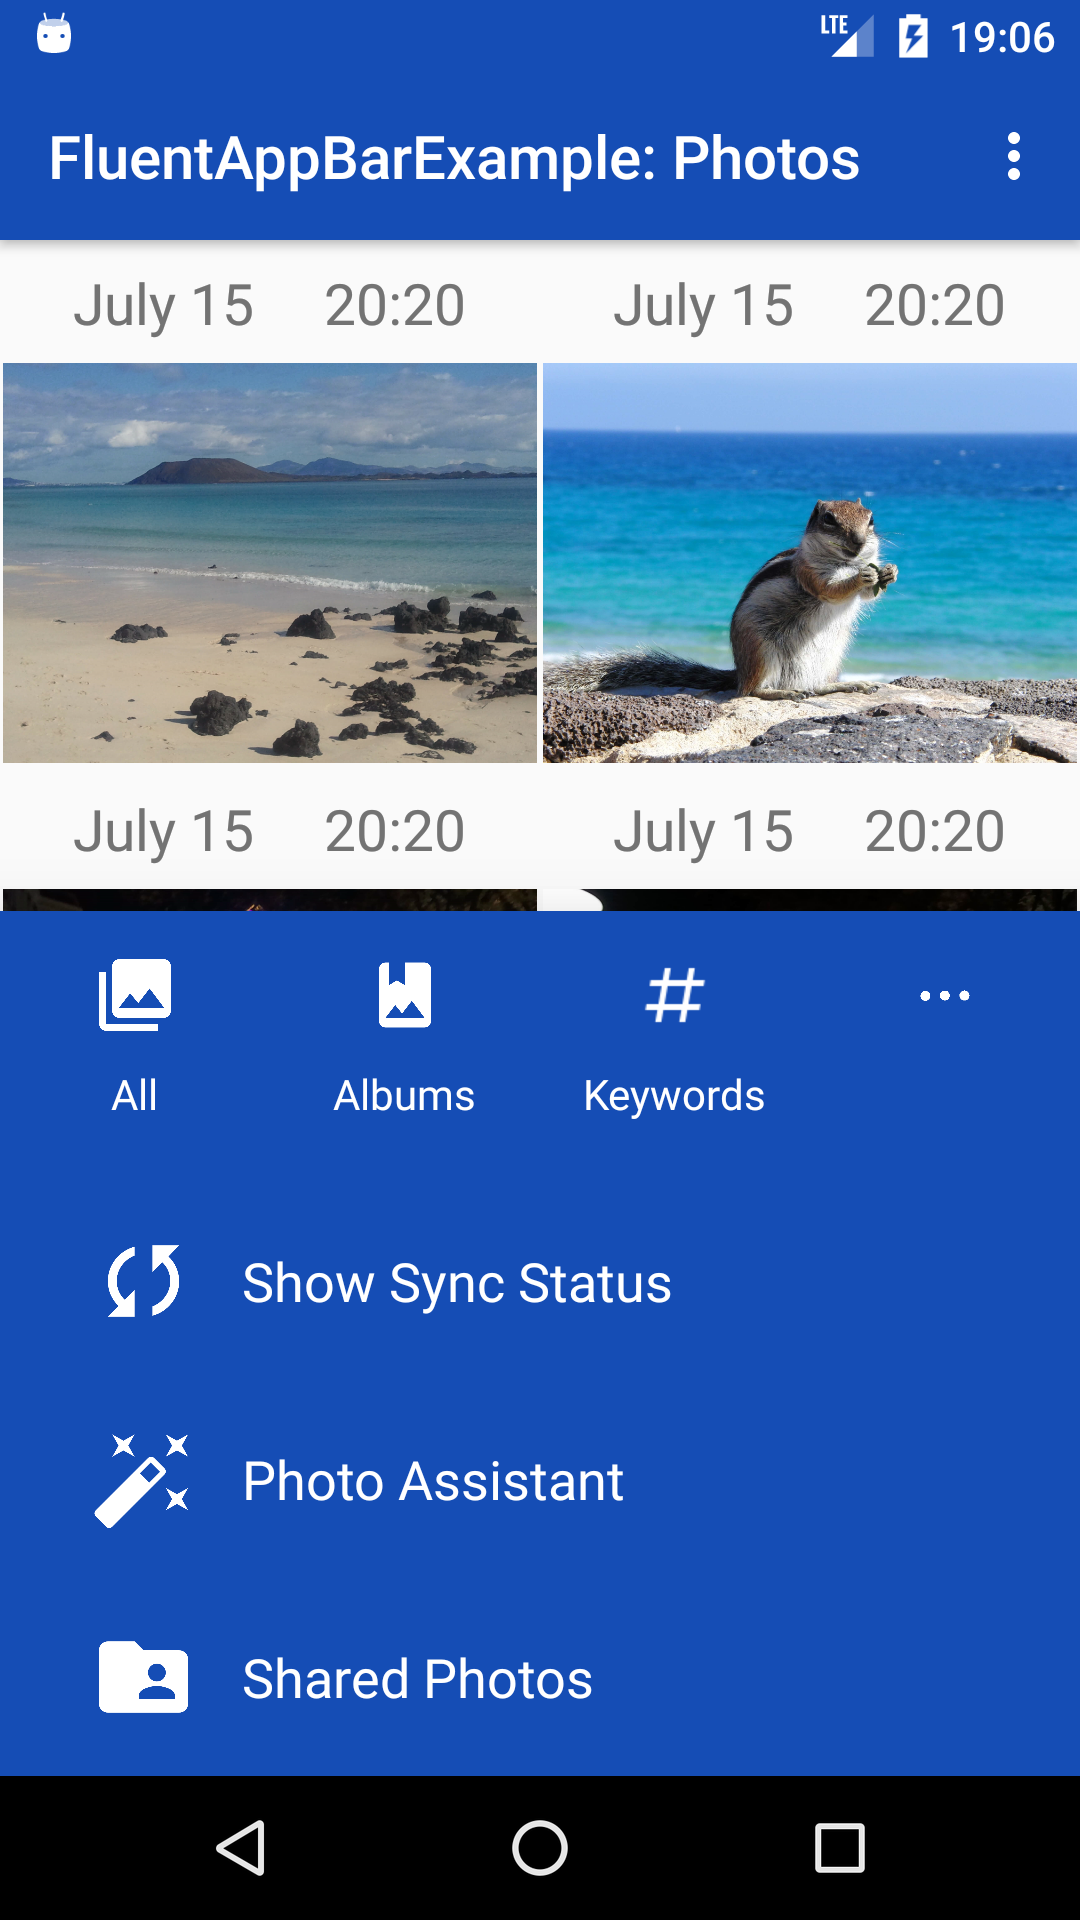 LTE 19:06
FluentAppBarExample: Photos
July 15 20:20 July 15 20:20
July 15 20:20 July 15 20:20
All Albums Keywords
Show Sync Status
Photo Assistant
Shared Photos